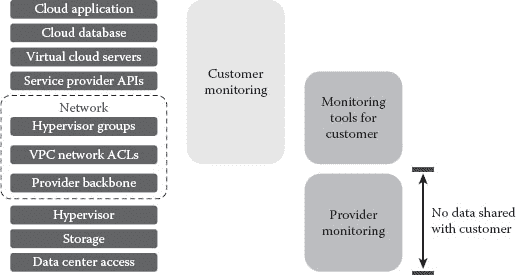 Cloud application
Cloud database
Virtual cloud servers
Service provider APIs
Network
Hypervisor groups
VPC network ACLs
Provider backbone
Hypervisor
Storage
Data center access
Customer
monitoring
Monitoring
tools for
customer
Provider
monitoring
No data shared
with customer